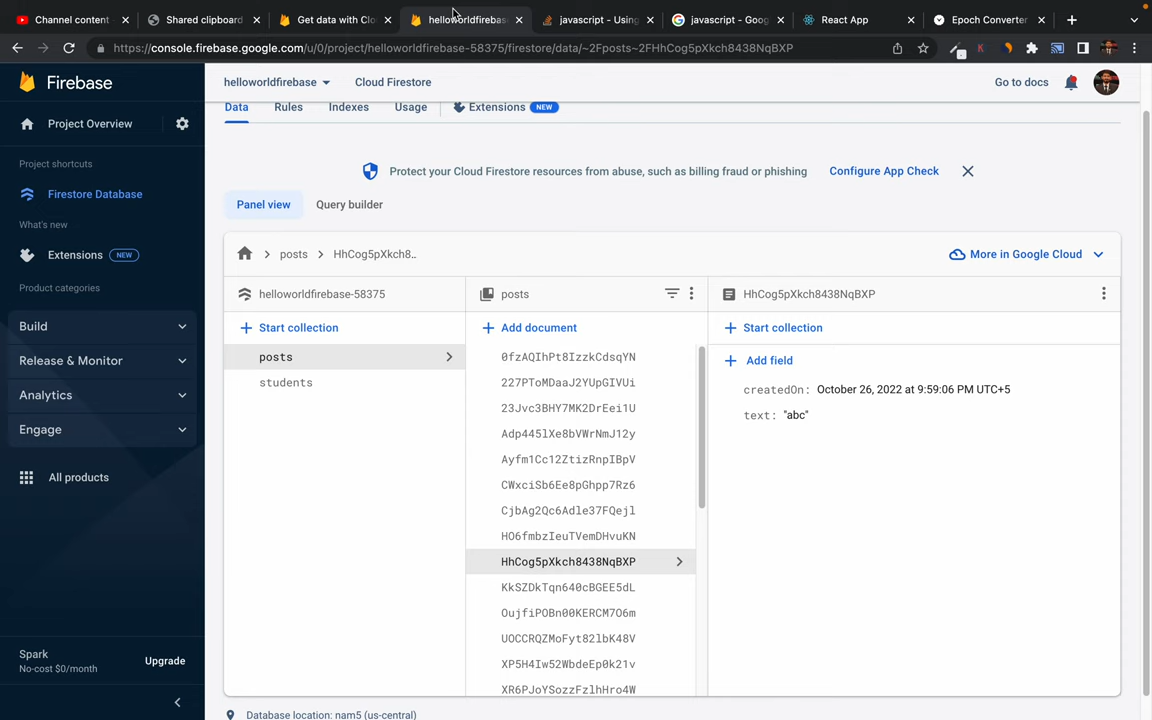 Channel content
Shared clipboard
Get data with Clo
helloworldfirebas
javascript - Using
javascript - Goog
React App
Epoch Converter
https://console.firebase.google.com/u/0/project/helloworldfirebase-58375/firestore/data/~2Fposts~2FHhCog5pXkch8438NqBXP
Firebase
helloworldfirebase
Cloud Firestore
Go to docs
Project Overview
Data Rules Indexes Usage Extensions NEW
Project shortcuts
Firestore Database
What's new
Extensions NEW
Product categories
Build
Release & Monitor
Analytics
Engage
All products
Spark
No-cost $0/month
Upgrade
Protect your Cloud Firestore resources from abuse, such as billing fraud or phishing
Configure App Check
Panel view
Query builder
posts
HhCog5pXkch8..
More in Google Cloud
helloworldfirebase-58375
Start collection
posts
students
posts
Add document
0fzAQIhPt8IzzkCdsqYN
227PToMDaaJ2YUpGIVUi
23Jvc3BHY7MK2DrEei1U
Adp445lXe8bVWrNmJ12y
Ayfm1Cc12ZtizRnpIBpV
CWxciSb6Ee8pGhpp7Rz6
CjbAg2Qc6Adle37FQejl
HO6fmbzIeuTVemDHvuKN
HhCog5pXkch8438NqBXP
KkSZDkTqn640cBGEE5dL
OujfiPOBn00KERCM7O6m
UOCCRQZMoFyt82lbK48V
XP5H4Iw52WbdeEp0k21v
XR6PJoYSozzFzlhHro4W
HhCog5pXkch8438NqBXP
Start collection
Add field
createdOn: October 26, 2022 at 9:59:06 PM UTC+5
text: "abc"
Database location: nam5 (us-central)